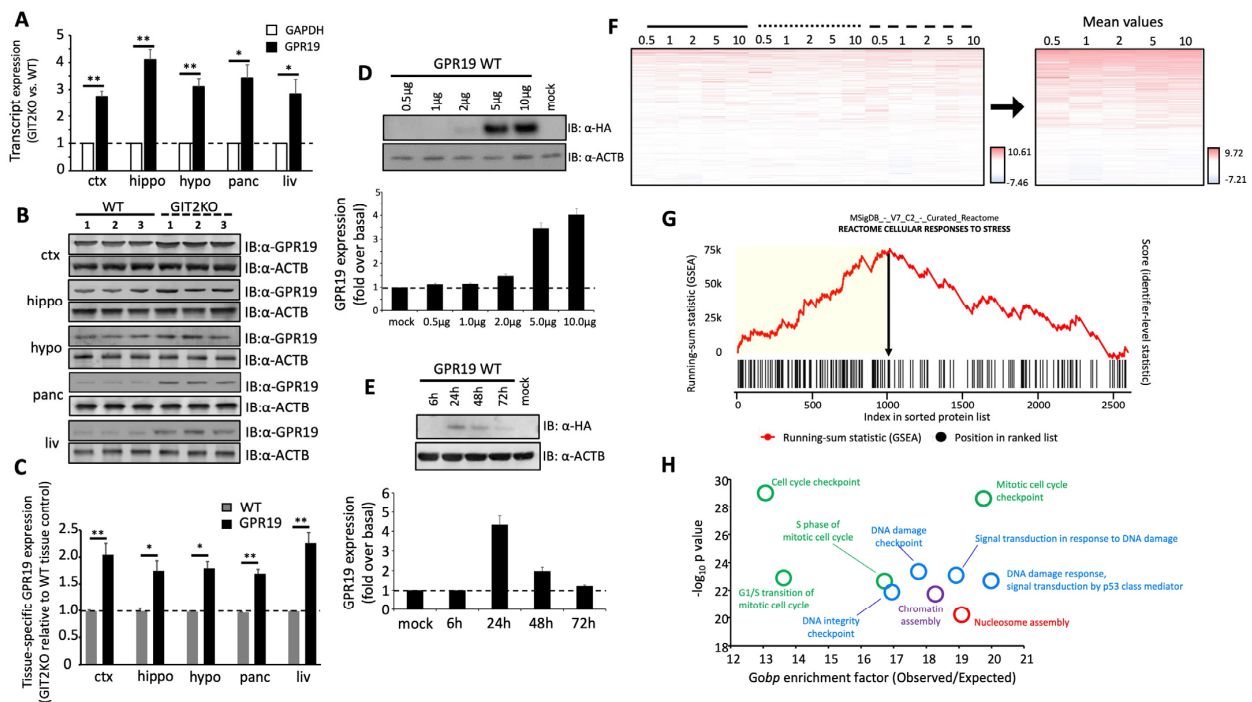 A
GAPDH
GPR19
Transcript expression
(GIT2KO vs. WT)
5
4
3
2
1
0
** ** ** * *
ctx hippo hypo panc liv
B
WT GIT2KO
1 2 3 1 2 3
ctx
IB:α-GPR19
IB:α-ACTB
hippo
IB:α-GPR19
IB:α-ACTB
hypo
IB:α-GPR19
IB:α-ACTB
panc
IB:α-GPR19
IB:α-ACTB
liv
IB:α-GPR19
IB:α-ACTB
C
WT
GPR19
Tissue-specific GPR19 expression
(GIT2KO relative to WT tissue control)
2.5
2.0
1.5
1.0
0.5
0
** * * ** **
ctx hippo hypo panc liv
D
GPR19 WT
0.5µg 1µg 2µg 5µg 10µg mock
IB: α-HA
IB: α-ACTB
GPR19 expression
(fold over basal)
5
4
3
2
1
0
mock 0.5µg 1.0µg 2.0µg 5.0µg 10.0µg
E
GPR19 WT
6h 24h 48h 72h mock
IB: α-HA
IB: α-ACTB
GPR19 expression
(fold over basal)
6
5
4
3
2
1
0
mock 6h 24h 48h 72h
F
Mean values
0.5 1 2 5 10 0.5 1 2 5 10 0.5 1 2 5 10
0.5 1 2 5 10
10.61
-7.46
9.72
-7.21
G
MSigDB_-_V7_C2_-_Curated_Reactome
REACTOME CELLULAR RESPONSES TO STRESS
Running-sum statistic (GSEA)
75k
50k
25k
0
Score (identifer-level statistic)
0 500 1000 1500 2000 2500
Index in sorted protein list
Running-sum statistic (GSEA)
Position in ranked list
H
-log10 p value
30
28
26
24
22
20
18
Cell cycle checkpoint
Mitotic cell cycle
checkpoint
S phase of
mitotic cell cycle
DNA damage
checkpoint
Signal transduction in response to DNA damage
G1/S transition of
mitotic cell cycle
DNA integrity
checkpoint
Chromatin
assembly
DNA damage response,
signal transduction by p53 class mediator
Nucleosome assembly
12 13 14 15 16 17 18 19 20 21
Gobp enrichment factor (Observed/Expected)